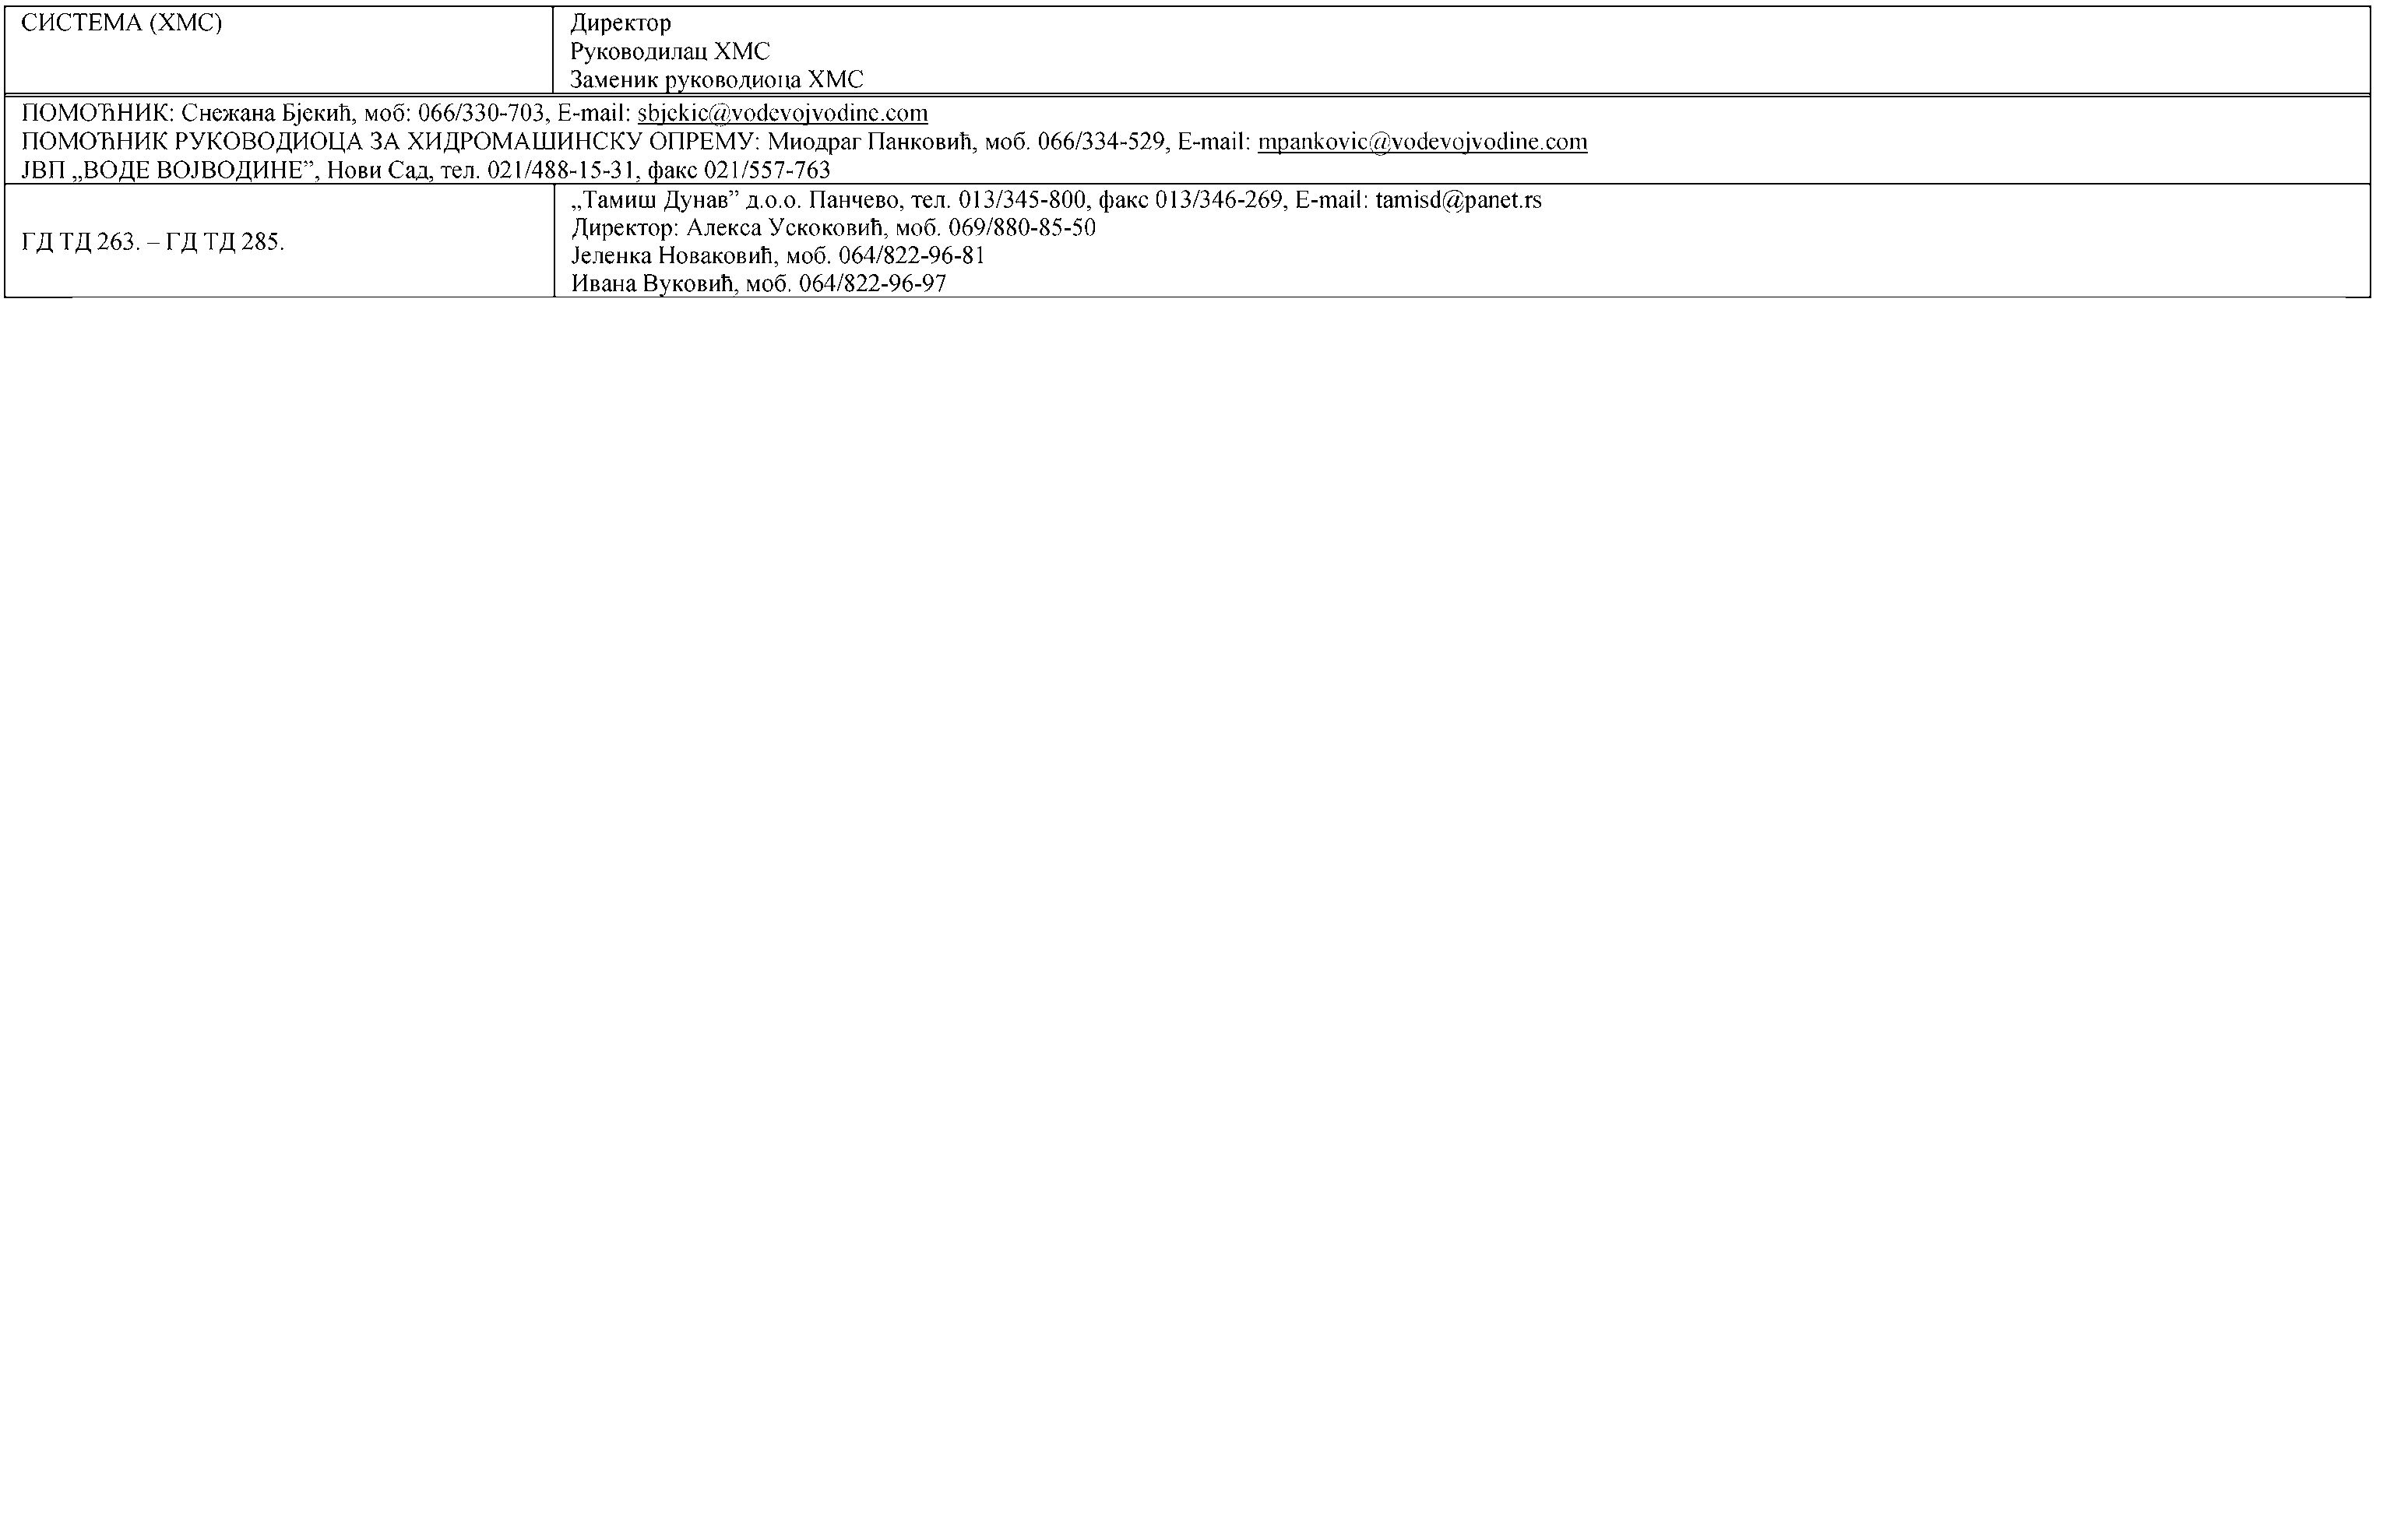 СИСТЕМА (ХМС)
Директор
Руководилац ХМС
Заменик руководиоца ХМС
ПОМОЋНИК: Снежана Бјекић, моб: 066/330-703, E-mail: sbjekic@vodevojvodine.com
ПОМОЋНИК РУКОВОДИОЦА ЗА ХИДРОМАШИНСКУ ОПРЕМУ: Миодраг Панковић, моб. 066/334-529, E-mail: mpankovic@vodevojvodine.com
ЈВП „ВОДЕ ВОЈВОДИНЕ”, Нови Сад, тел. 021/488-15-31, факс 021/557-763
ГД ТД 263. – ГД ТД 285.
„Тамиш Дунав” д.о.о. Панчево, тел. 013/345-800, факс 013/346-269, E-mail: tamisd@panet.rs
Директор: Алекса Ускоковић, моб. 069/880-85-50
Јеленка Новаковић, моб. 064/822-96-81
Ивана Вуковић, моб. 064/822-96-97